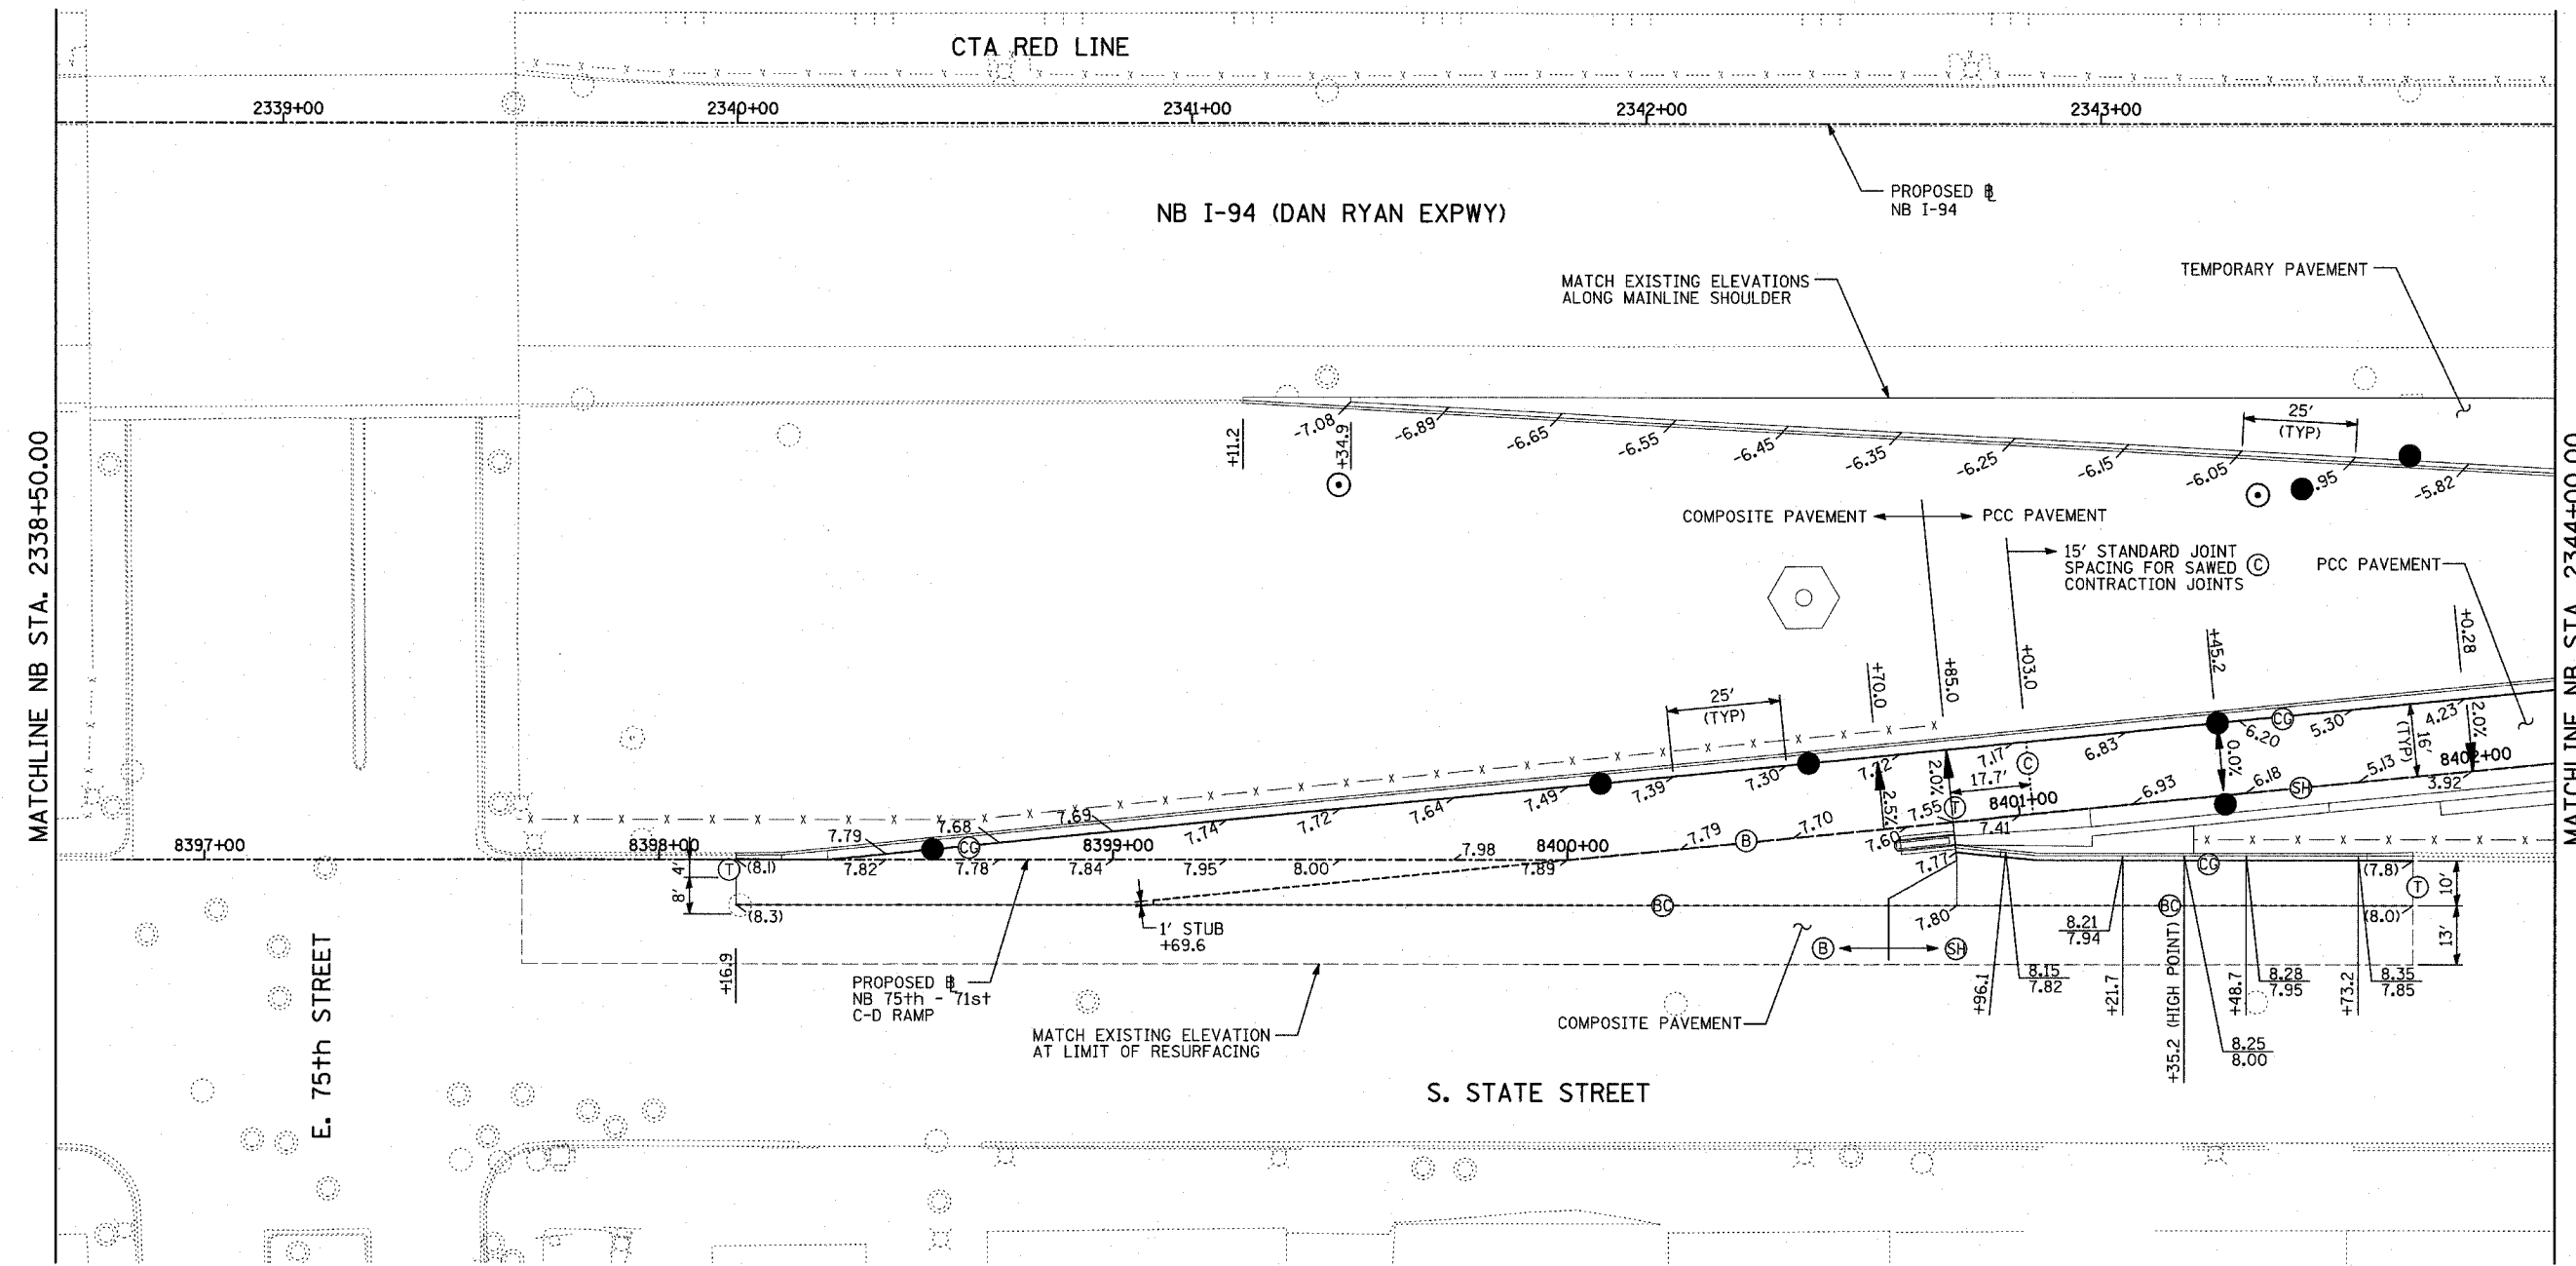 CTA RED LINE
2339+00
2340+00
2341+00
2342+00
2343+00
PROPOSED
NB I-94
NB I-94 (DAN RYAN EXPWY)
MATCH EXISTING ELEVATIONS
ALONG MAINLINE SHOULDER
TEMPORARY PAVEMENT
MATCHLINE NB STA. 2338+50.00
MATCHLINE NB STA. 2344+00.00
+11.2
-7.08
+34.9
-6.89
-6.65
-6.55
-6.45
-6.35
-6.25
-6.15
-6.05
25'
(TYP)
.95
-5.82
COMPOSITE PAVEMENT
PCC PAVEMENT
15' STANDARD JOINT
SPACING FOR SAWED C
CONTRACTION JOINTS
PCC PAVEMENT
+70.0
+85.0
+03.0
+45.2
+0.28
25'
(TYP)
7.79
7.68
7.69
7.74
7.72
7.64
7.49
7.39
7.30
7.22
7.17
6.83
6.20
CG
5.30
4.23
2.0%
16'
(TYP)
2.5%
2.0%
17.7'
C
0.0%
7.60
7.55
T
7.41
6.93
6.18
SH
5.13
3.92
8397+00
8398+00
8399+00
8400+00
8401+00
8402+00
CG
4'
8'
T
(8.1)
(8.3)
7.82
7.78
7.84
7.95
8.00
7.98
7.89
7.79
B
7.70
7.77
7.80
CG
(7.8)
T
10'
BC
BC
(8.0)
13'
1' STUB
+69.6
+16.9
PROPOSED
NB 75th - 71st
C-D RAMP
MATCH EXISTING ELEVATION
AT LIMIT OF RESURFACING
COMPOSITE PAVEMENT
B
SH
+96.1
8.15
7.82
8.21
7.94
+21.7
+35.2 (HIGH POINT)
8.25
8.00
+48.7
8.28
7.95
+73.2
8.35
7.85
E. 75th STREET
S. STATE STREET